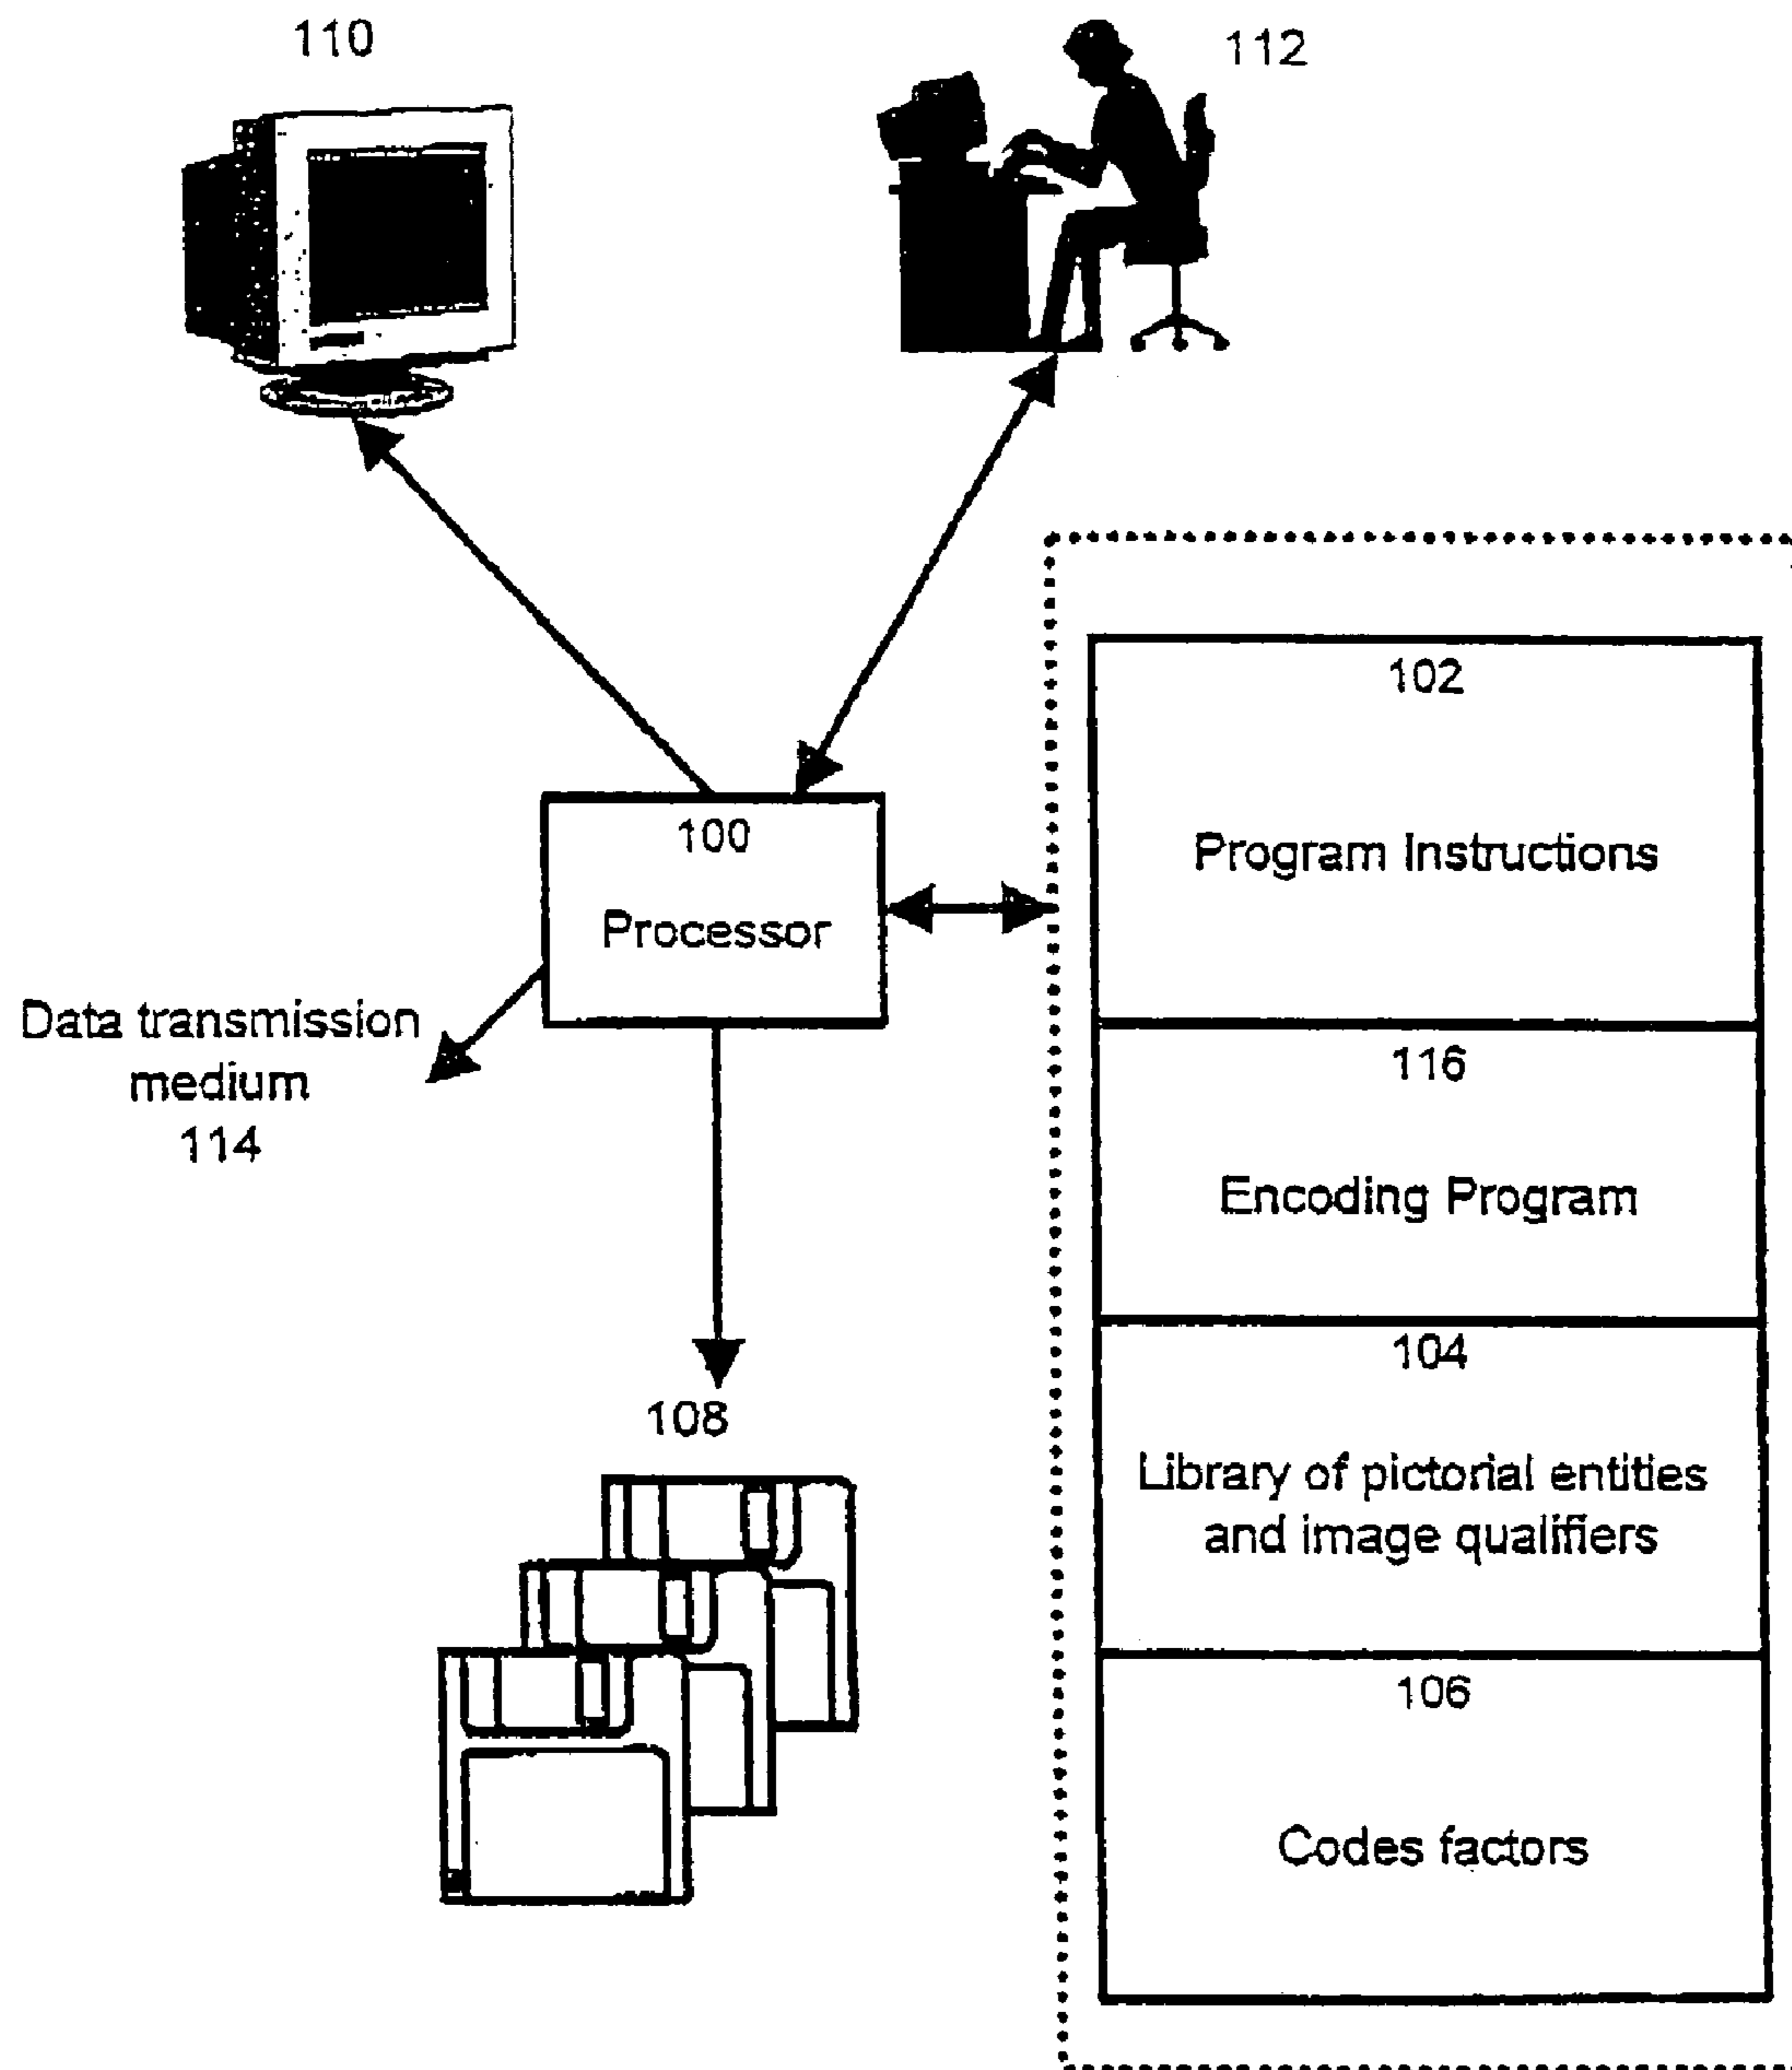 110
112
102
Program Instructions
100
Processor
Data transmission
medium
114
116
Encoding Program
104
Library of pictorial entities
and image qualifiers
108
106
Codes factors